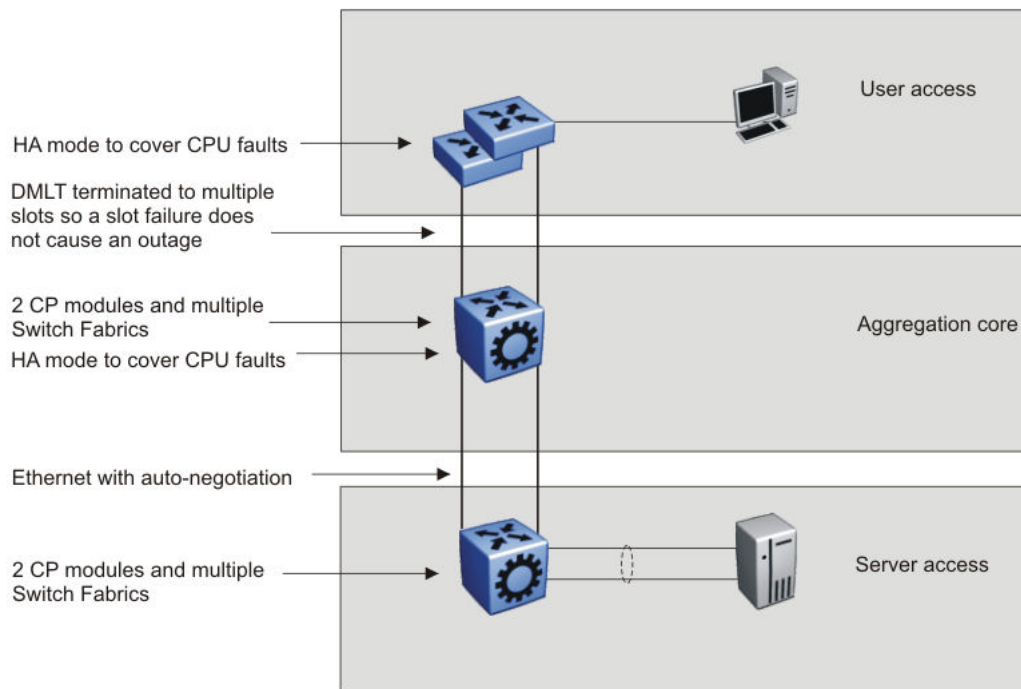 User access
HA mode to cover CPU faults
DMLT terminated to multiple
slots so a slot failure does
not cause an outage
2 CP modules and multiple
Switch Fabrics
Aggregation core
HA mode to cover CPU faults
Ethernet with auto-negotiation
2 CP modules and multiple
Switch Fabrics
Server access